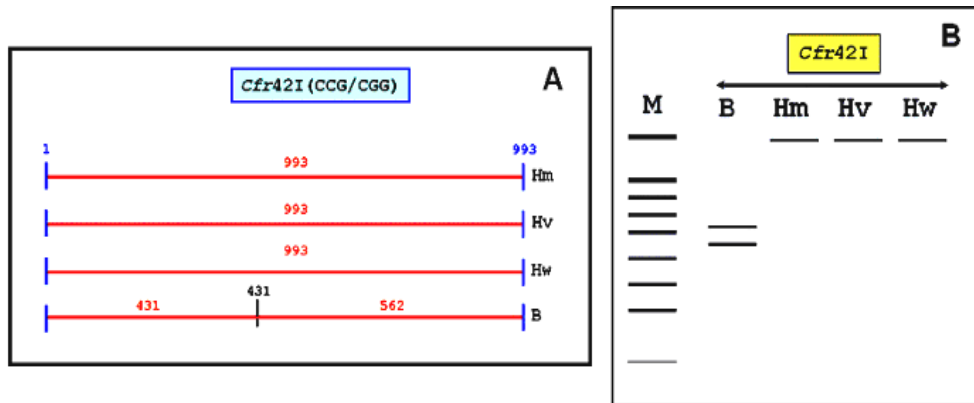 A
Cfr42I(CCG/CGG)
1
993
993
Hm
993
Hv
993
Hw
431
431
562
B
B
Cfr42I
M
B
Hm
Hv
Hw